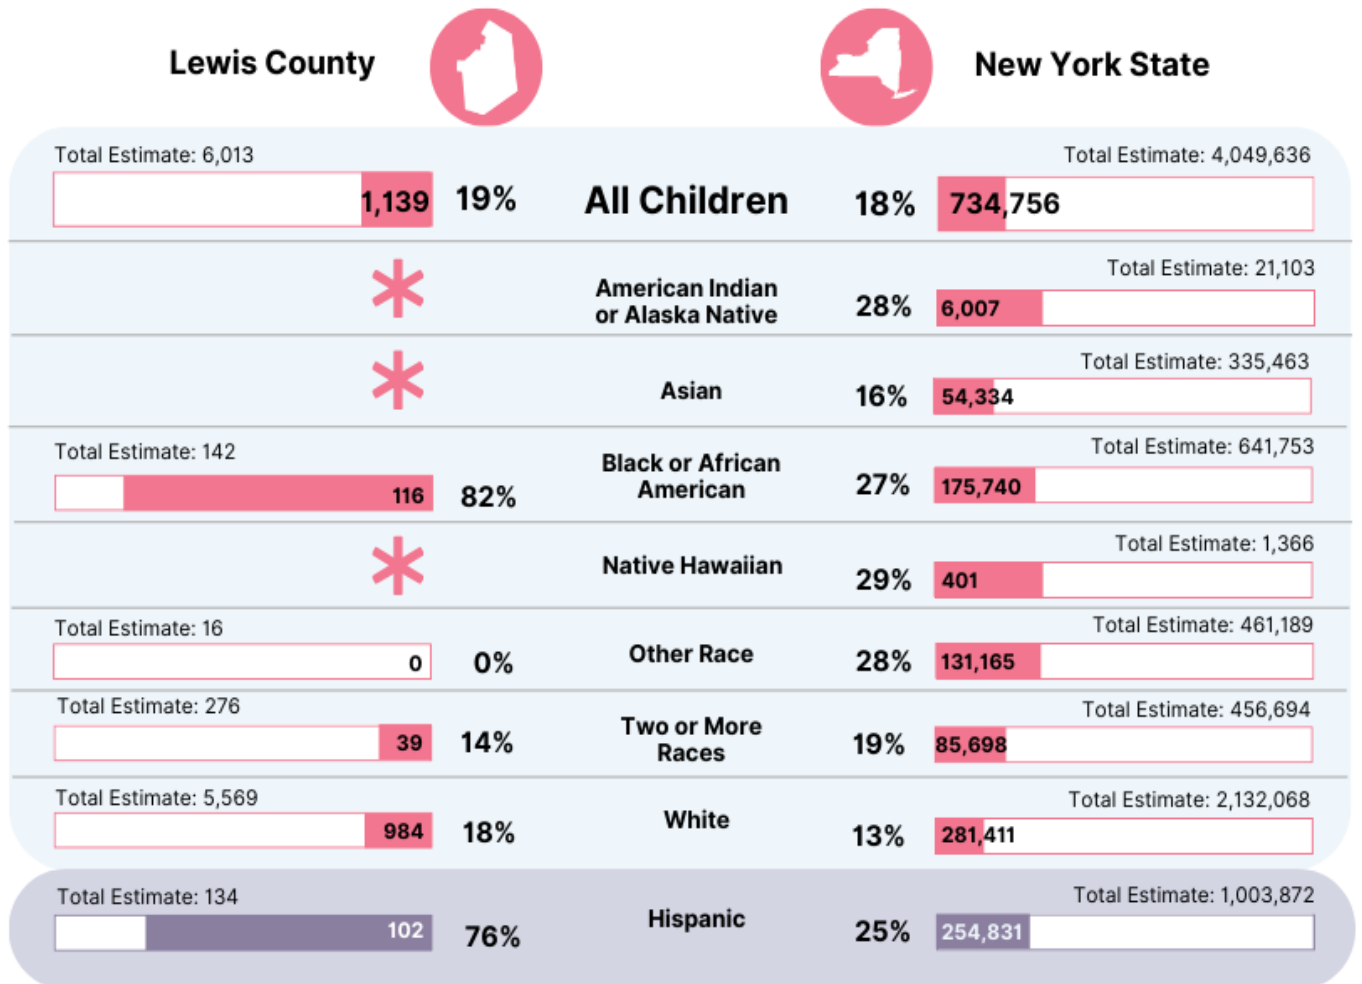 Lewis County
New York State
Total Estimate: 6,013
1,139
19%
All Children
18%
Total Estimate: 4,049,636
734,756
*
American Indian
or Alaska Native
28%
Total Estimate: 21,103
6,007
*
Asian
16%
Total Estimate: 335,463
54,334
Total Estimate: 142
116
82%
Black or African
American
27%
Total Estimate: 641,753
175,740
*
Native Hawaiian
29%
Total Estimate: 1,366
401
Total Estimate: 16
0
0%
Other Race
28%
Total Estimate: 461,189
131,165
Total Estimate: 276
39
14%
Two or More
Races
19%
Total Estimate: 456,694
85,698
Total Estimate: 5,569
984
18%
White
13%
Total Estimate: 2,132,068
281,411
Total Estimate: 134
102
76%
Hispanic
25%
Total Estimate: 1,003,872
254,831